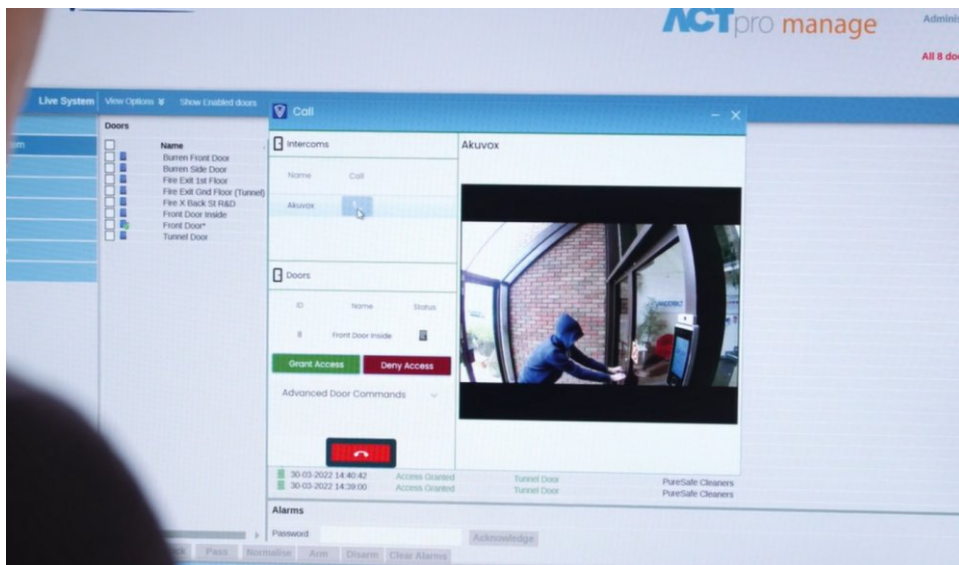 ACTpro manage
All 8
Live System
View Options
Show Enabled doors
Call
Doors
Name
Burren Front Door
Burren Side Door
Fire Exit 1st Floor
Fire Exit Gnd Floor (Tunnel)
Fire X Back St R&D
Front Door Inside
Front Door*
Tunnel Door
Intercoms
Name Call
Akuvox
Akuvox
Doors
ID Name Status
8 Front Door Inside
Grant Access Deny Access
Advanced Door Commands
30-03-2022 14:40:42 Access Granted Tunnel Door PureSafe Cleaners
30-03-2022 14:39:00 Access Granted Tunnel Door PureSafe Cleaners
Alarms
Password Acknowledge
Pass Normalise Arm Disarm Clear Alarms